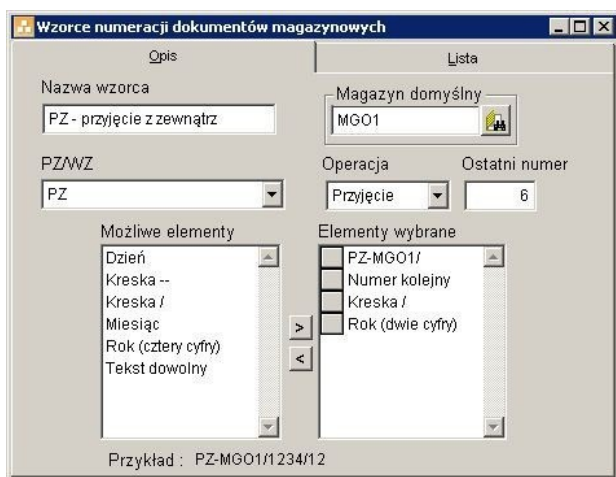 Wzorce numeracji dokumentów magazynowych
Opis
Lista
Nazwa wzorca
PZ - przyjęcie z zewnątrz
Magazyn domyślny
MGO1
PZ/WZ
PZ
Operacja
Przyjęcie
Ostatni numer
6
Możliwe elementy
Dzień
Kreska --
Kreska /
Miesiąc
Rok (cztery cyfry)
Tekst dowolny
>
<
Elementy wybrane
PZ-MGO1/
Numer kolejny
Kreska /
Rok (dwie cyfry)
Przykład : PZ-MGO1/1234/12